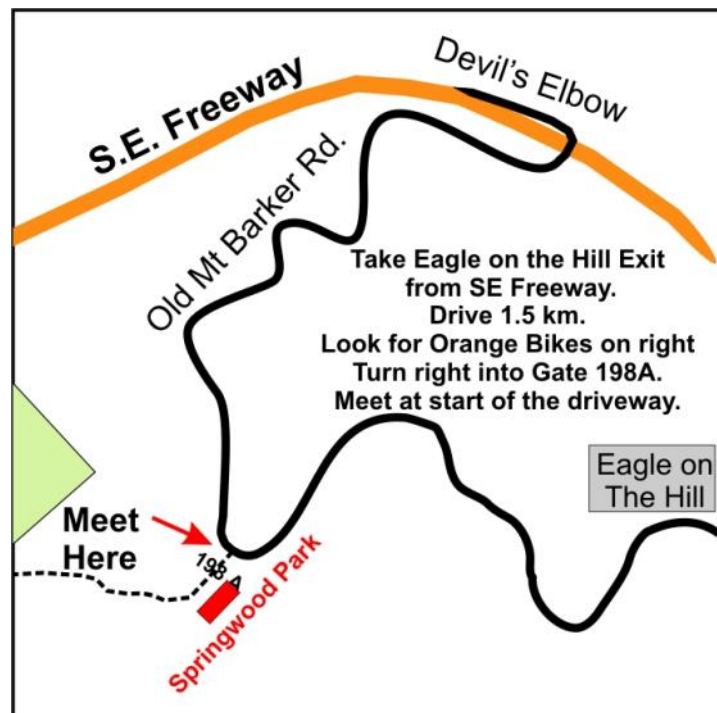 Devil's Elbow
S.E. Freeway
Old Mt Barker Rd.
Take Eagle on the Hill Exit
from SE Freeway.
Drive 1.5 km.
Look for Orange Bikes on right
Turn right into Gate 198A.
Meet at start of the driveway.
Eagle on
The Hill
Meet
Here
198 A
Springwood Park